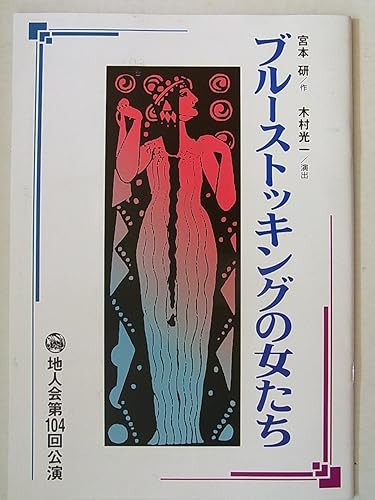 宮本 研／作 木村光一／演出
ブルーストッキングの女たち
地人会第104回公演